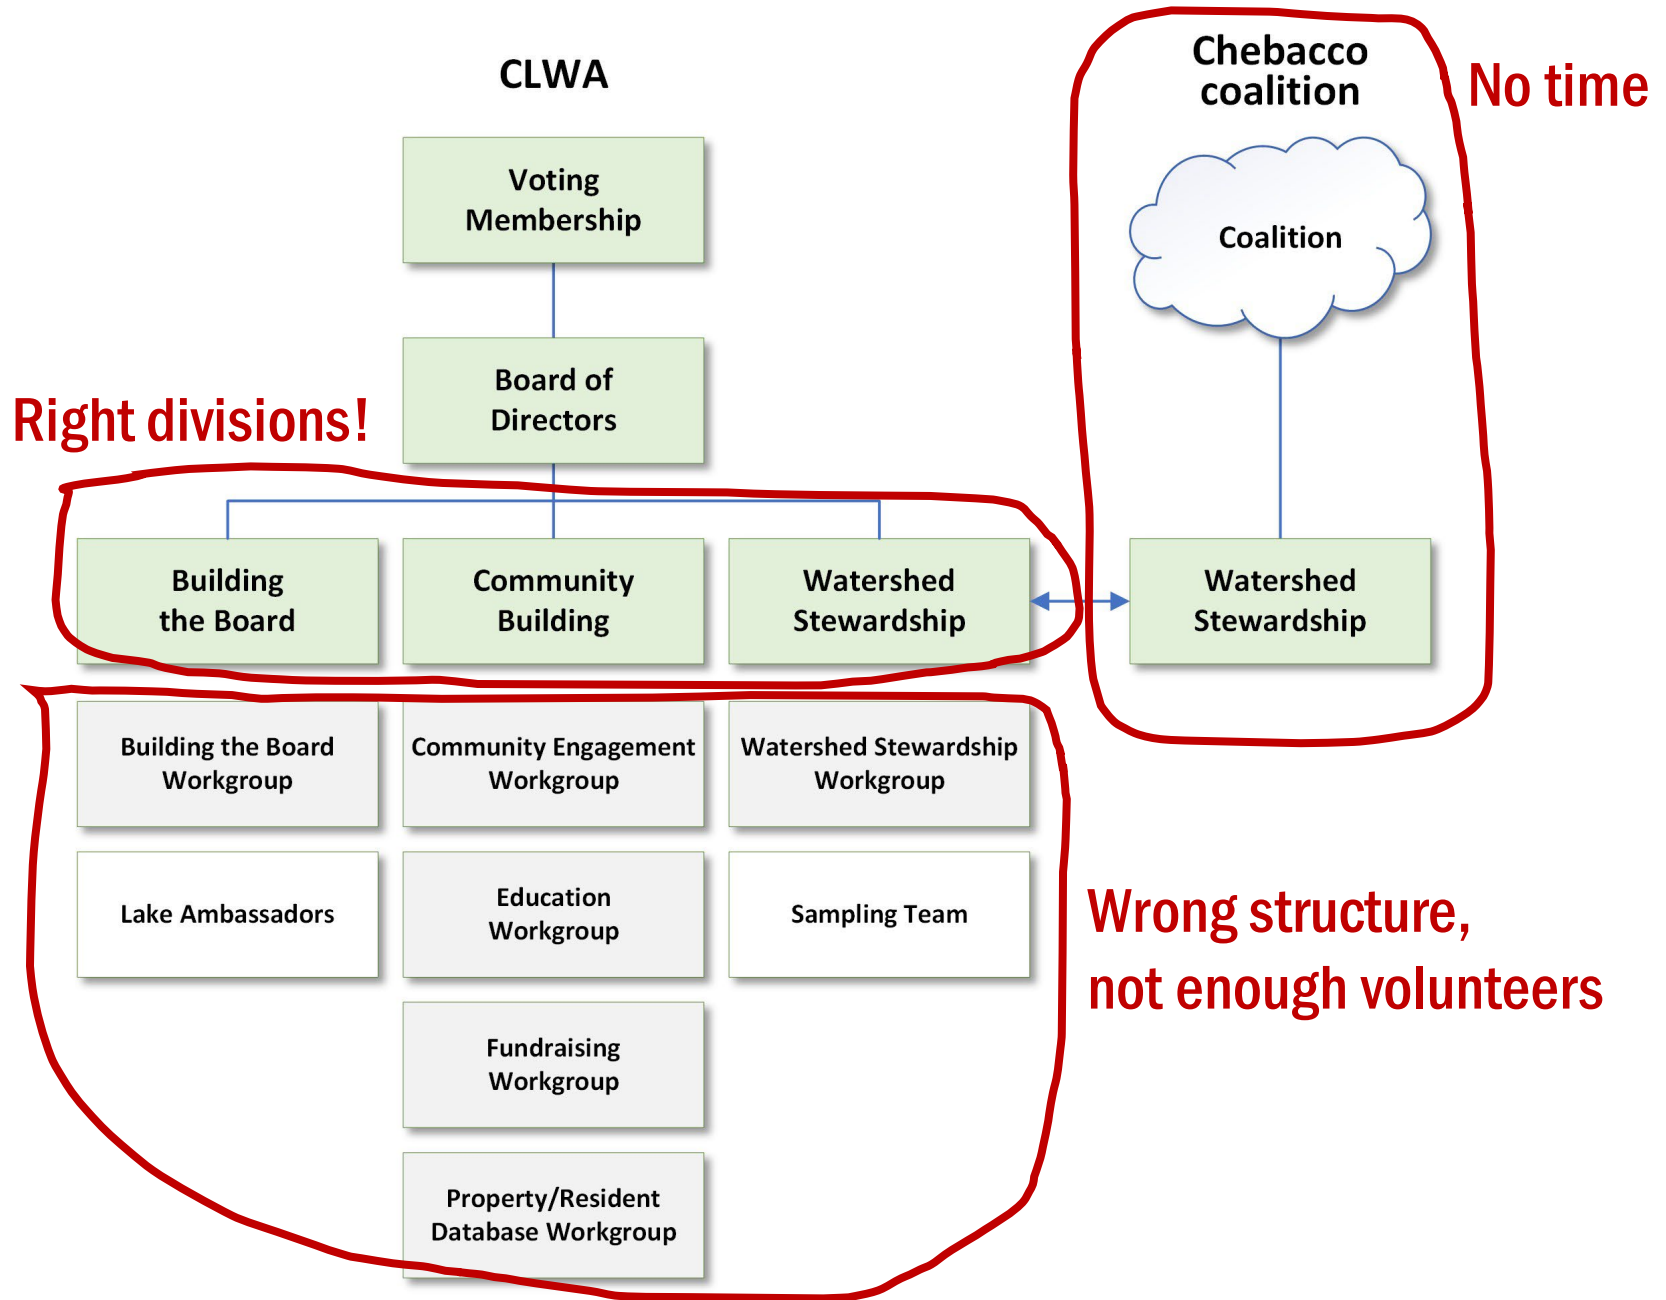 CLWA
Chebacco
coalition
No time
Voting
Membership
Coalition
Board of
Directors
Right divisions!
Building
the Board
Community
Building
Watershed
Stewardship
Watershed
Stewardship
Building the Board
Workgroup
Community Engagement
Workgroup
Watershed Stewardship
Workgroup
Lake Ambassadors
Education
Workgroup
Sampling Team
Wrong structure,
not enough volunteers
Fundraising
Workgroup
Property/Resident
Database Workgroup